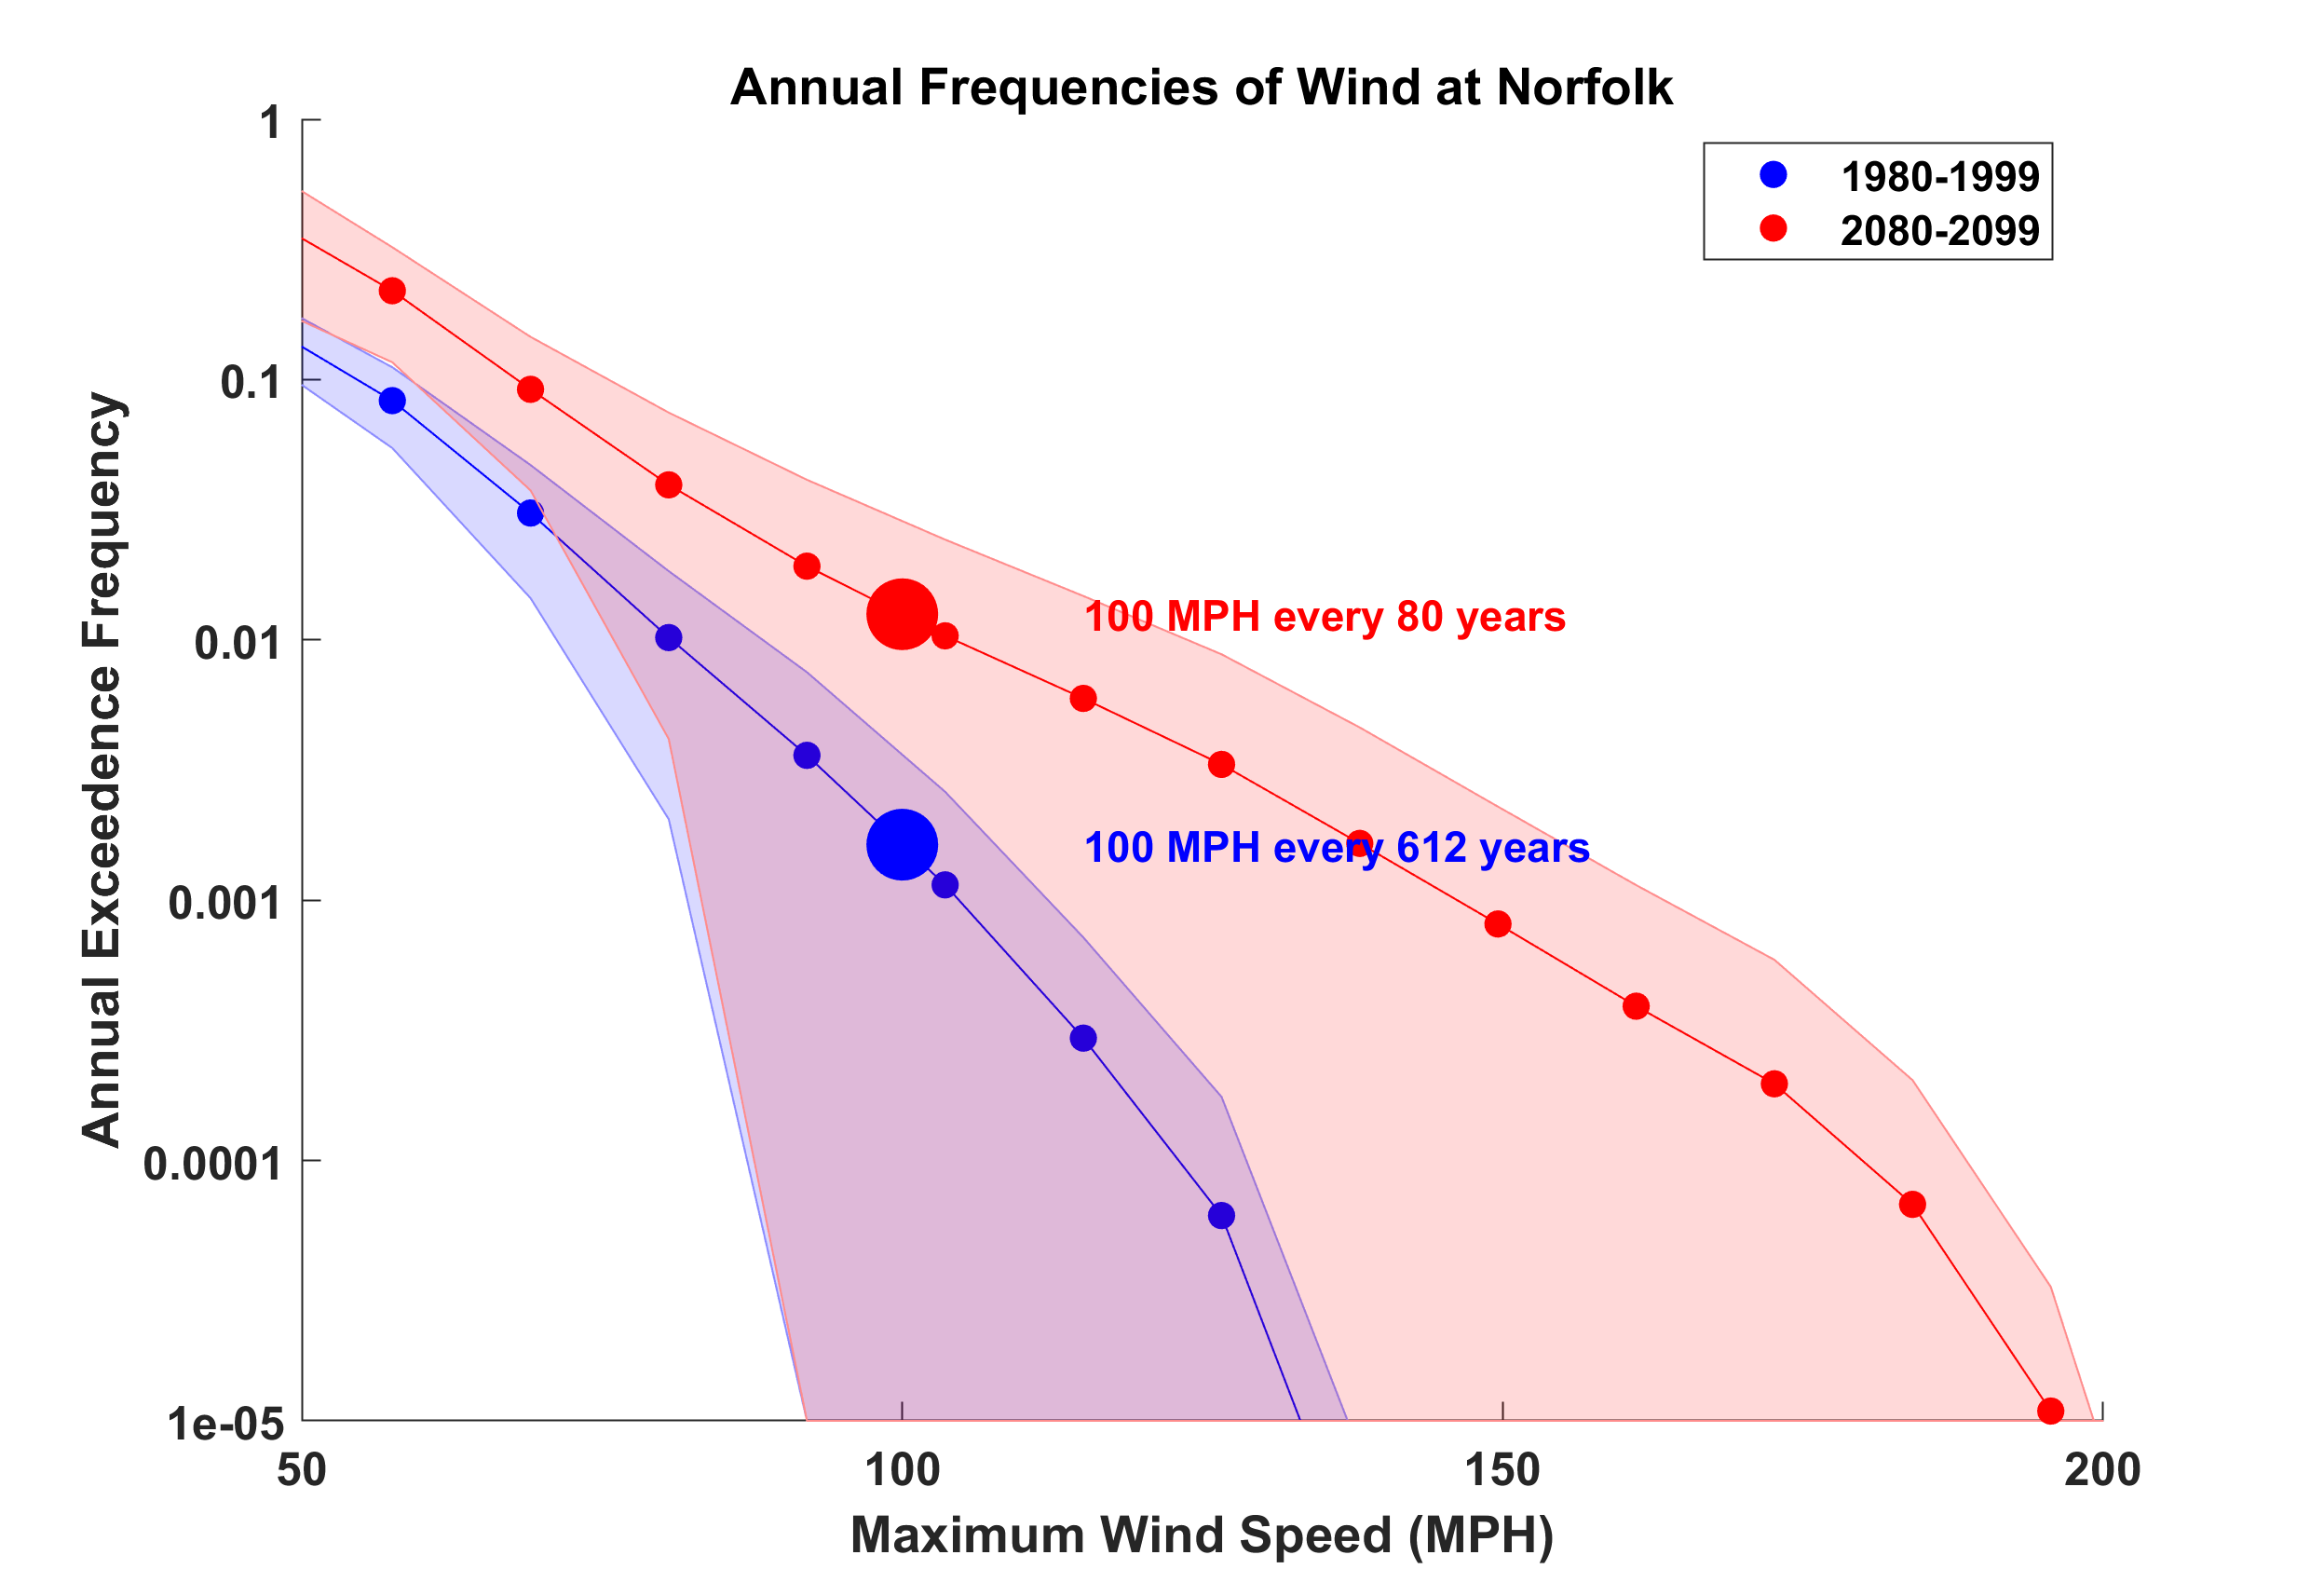 Annual Frequencies of Wind at Norfolk
1
1980-1999
2080-2099
0.1
0.01
0.001
0.0001
1e-05
Annual Exceedence Frequency
100 MPH every 80 years
100 MPH every 612 years
50
100
150
200
Maximum Wind Speed (MPH)